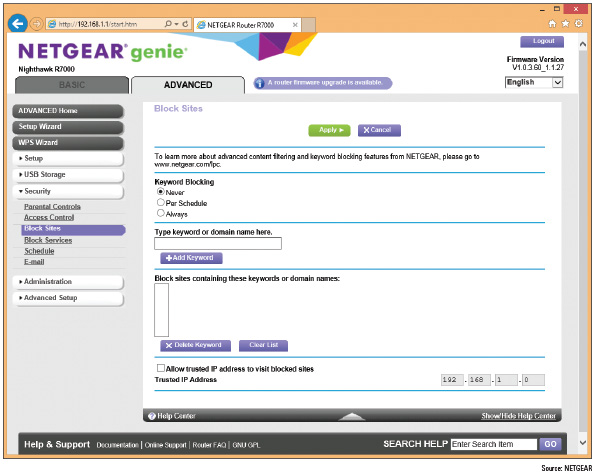 http://192.168.1.1/start.htm
NETGEAR Router R7000
NETGEAR® genie®
Nighthawk R7000
Logout
Firmware Version
V1.0.3.60_1.1.27
BASIC
ADVANCED
A router firmware upgrade is available.
English
ADVANCED Home
Setup Wizard
WPS Wizard
Setup
USB Storage
Security
Parental Controls
Access Control
Block Sites
Block Services
Schedule
E-mail
Administration
Advanced Setup
Block Sites
Apply
X Cancel
To learn more about advanced content filtering and keyword blocking features from NETGEAR, please go to
www.netgear.com/lpc.
Keyword Blocking
Never
Per Schedule
Always
Type keyword or domain name here.
+ Add Keyword
Block sites containing these keywords or domain names:
X Delete Keyword
Clear List
Allow trusted IP address to visit blocked sites
Trusted IP Address
192 . 168 . 1 . 0
? Help Center
Show/Hide Help Center
Help & Support
Documentation | Online Support | Router FAQ | GNU GPL
SEARCH HELP
Enter Search Item
GO
Source: NETGEAR